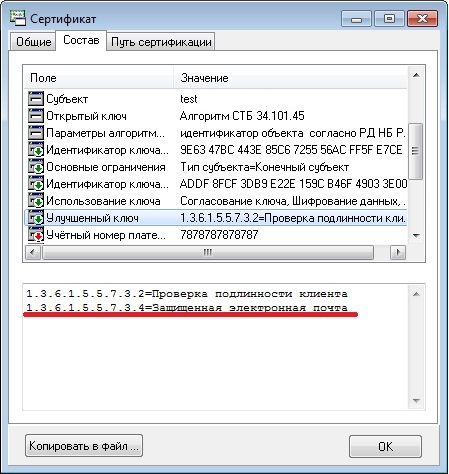 Сертификат
Общие Состав Путь сертификации
Поле Значение
Субъект test
Открытый ключ Алгоритм СТБ 34.101.45
Параметры алгоритм... идентификатор объекта согласно РД НБ Р.
Идентификатор ключа... 9E63 47BC 443E 85C6 7255 56AC FF5F E7CE
Основные ограничения Тип субъекта=Конечный субъект
Идентификатор ключа... ADDF 8FCF 3DB9 E22E 159C B46F 4903 3E00
Использование ключа Согласование ключа, Шифрование данных, .
Улучшенный ключ 1.3.6.1.5.5.7.3.2=Проверка подлинности кли.
Учётный номер плате... 7878787878787
1.3.6.1.5.5.7.3.2=Проверка подлинности клиента
1.3.6.1.5.5.7.3.4=Защищенная электронная почта
Копировать в файл ... OK